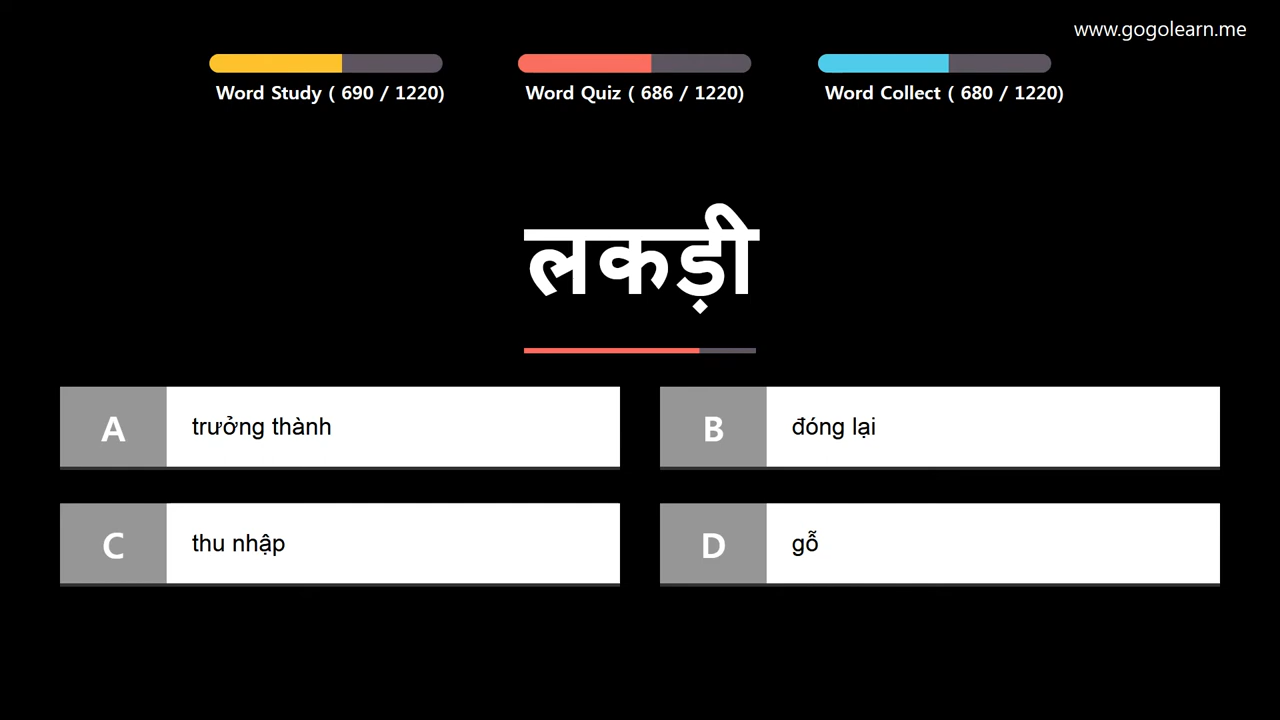 www.gogolearn.me
Word Study ( 690 / 1220)
Word Quiz ( 686 / 1220)
Word Collect ( 680 / 1220)
लकड़ी
A trưởng thành
B đóng lại
C thu nhập
D gỗ